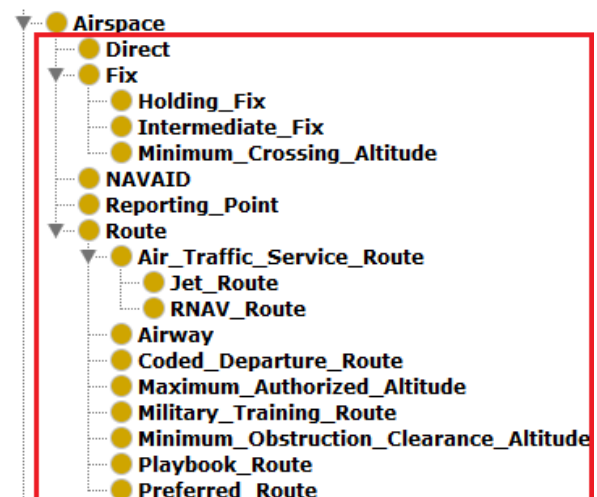 Airspace
Direct
Fix
Holding_Fix
Intermediate_Fix
Minimum_Crossing_Altitude
NAVAID
Reporting_Point
Route
Air_Traffic_Service_Route
Jet_Route
RNAV_Route
Airway
Coded_Departure_Route
Maximum_Authorized_Altitude
Military_Training_Route
Minimum_Obstruction_Clearance_Altitude
Playbook_Route
Preferred_Route